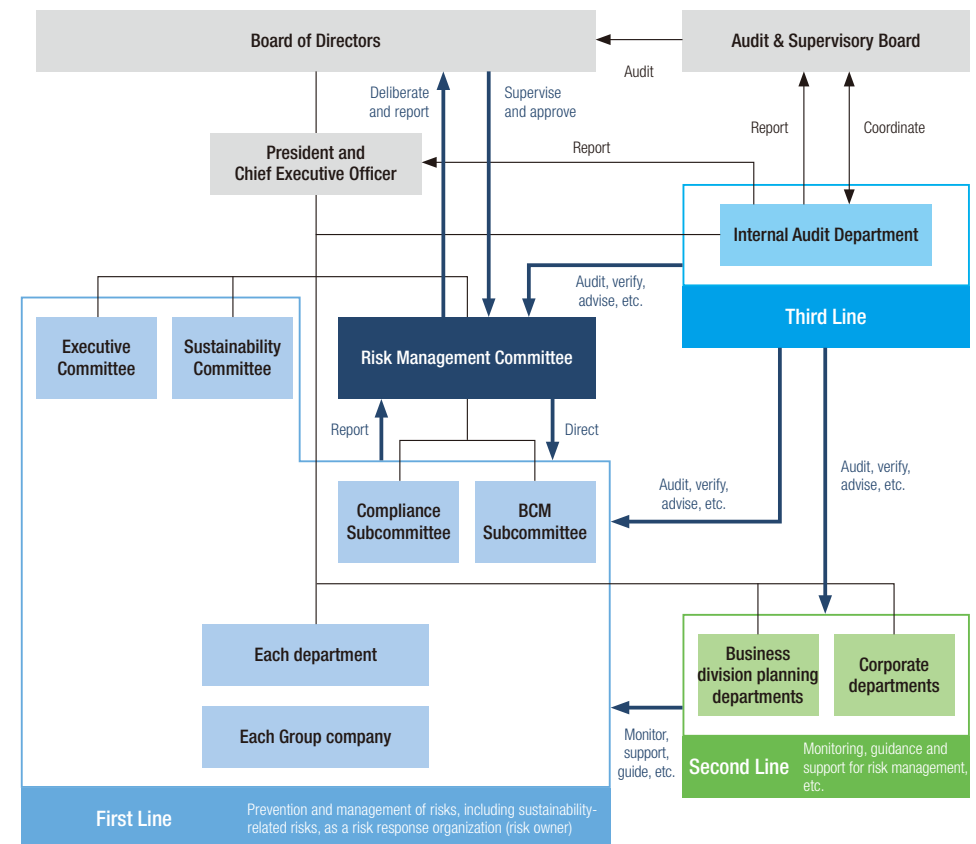 Board of Directors
Audit & Supervisory Board
Audit
Deliberate
and report
Supervise
and approve
Report
Coordinate
President and
Chief Executive Officer
Report
Internal Audit Department
Audit, verify,
advise, etc.
Third Line
Executive
Committee
Sustainability
Committee
Risk Management Committee
Report
Direct
Compliance
Subcommittee
BCM
Subcommittee
Audit, verify,
advise, etc.
Audit, verify,
advise, etc.
Each department
Business
division planning
departments
Corporate
departments
Each Group company
Monitor,
support,
guide, etc.
Second Line
Monitoring, guidance and
support for risk management,
etc.
First Line
Prevention and management of risks, including sustainability-
related risks, as a risk response organization (risk owner)